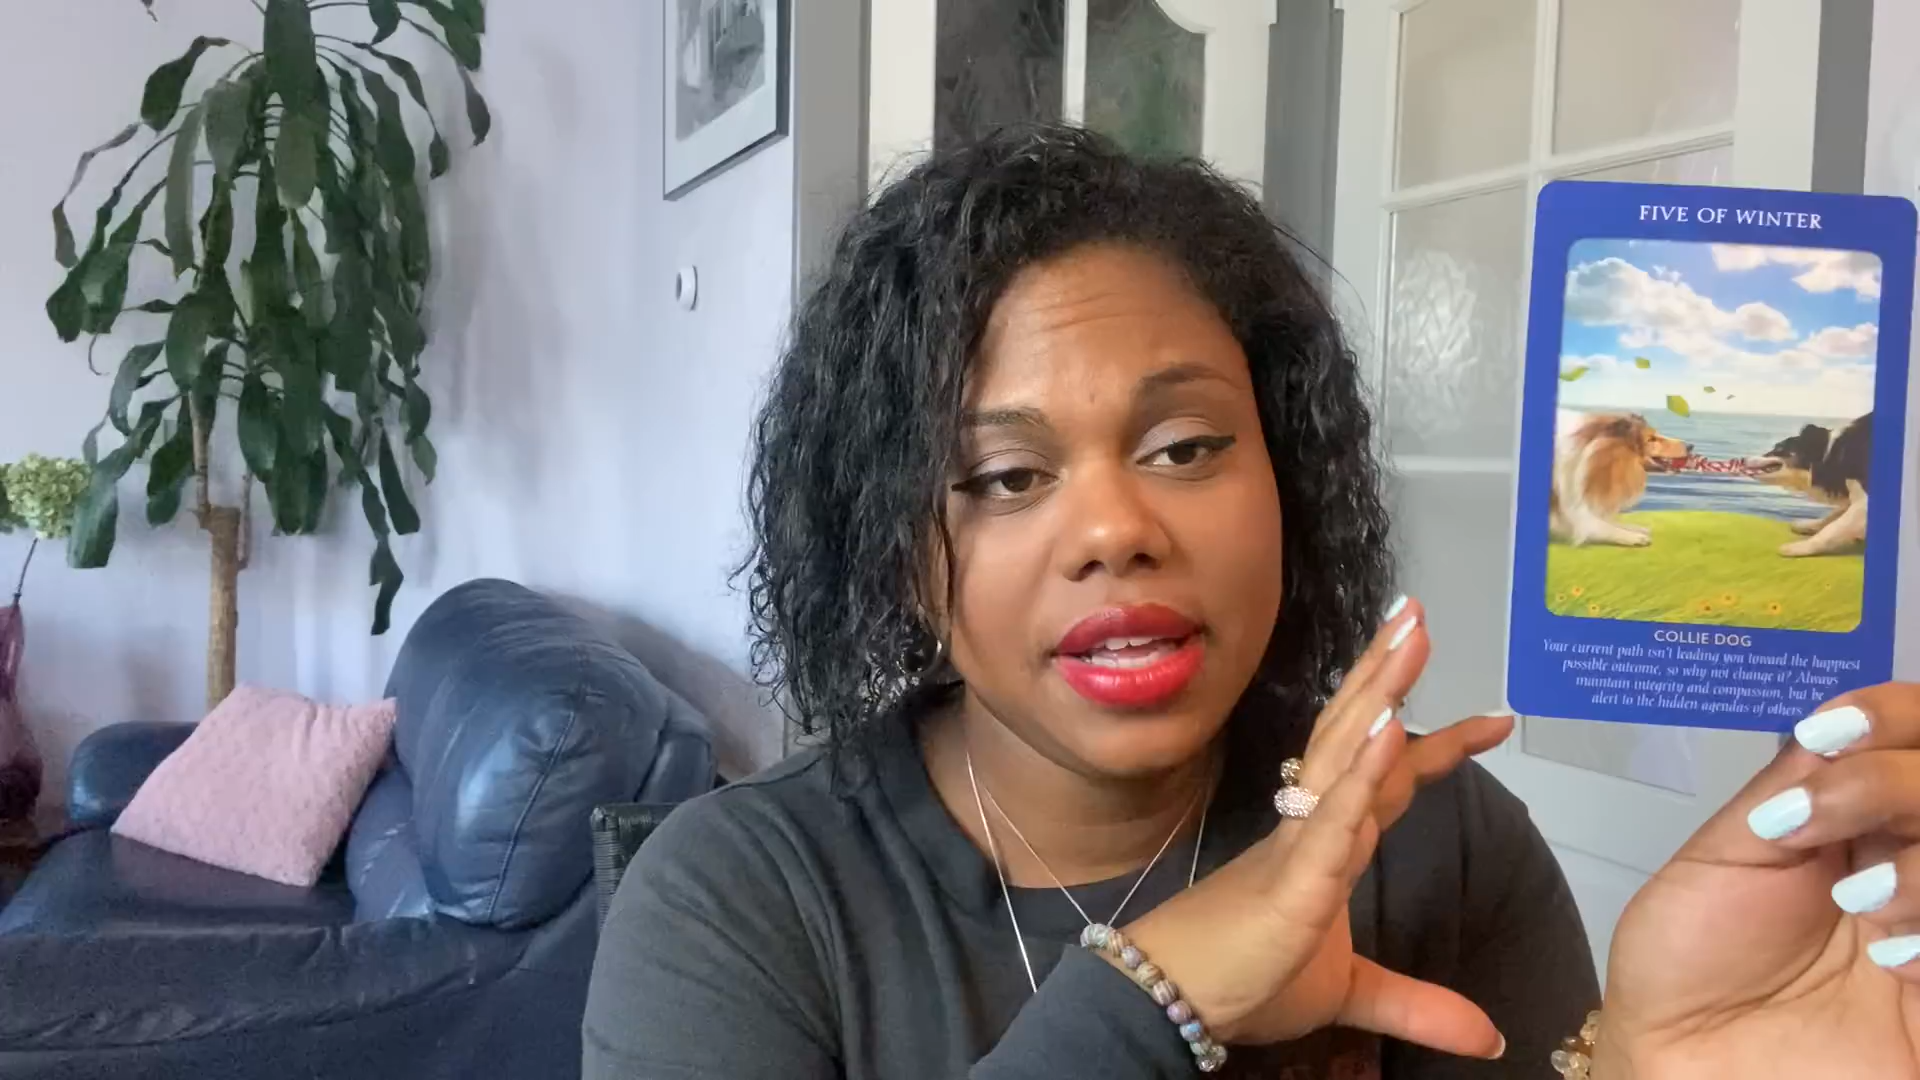 FIVE OF WINTER
COLLIE DOG
Your current path isn't leading you toward the happiest
possible outcome, so why not change it? Always
maintain integrity and compassion, but be
alert to the hidden agendas of others